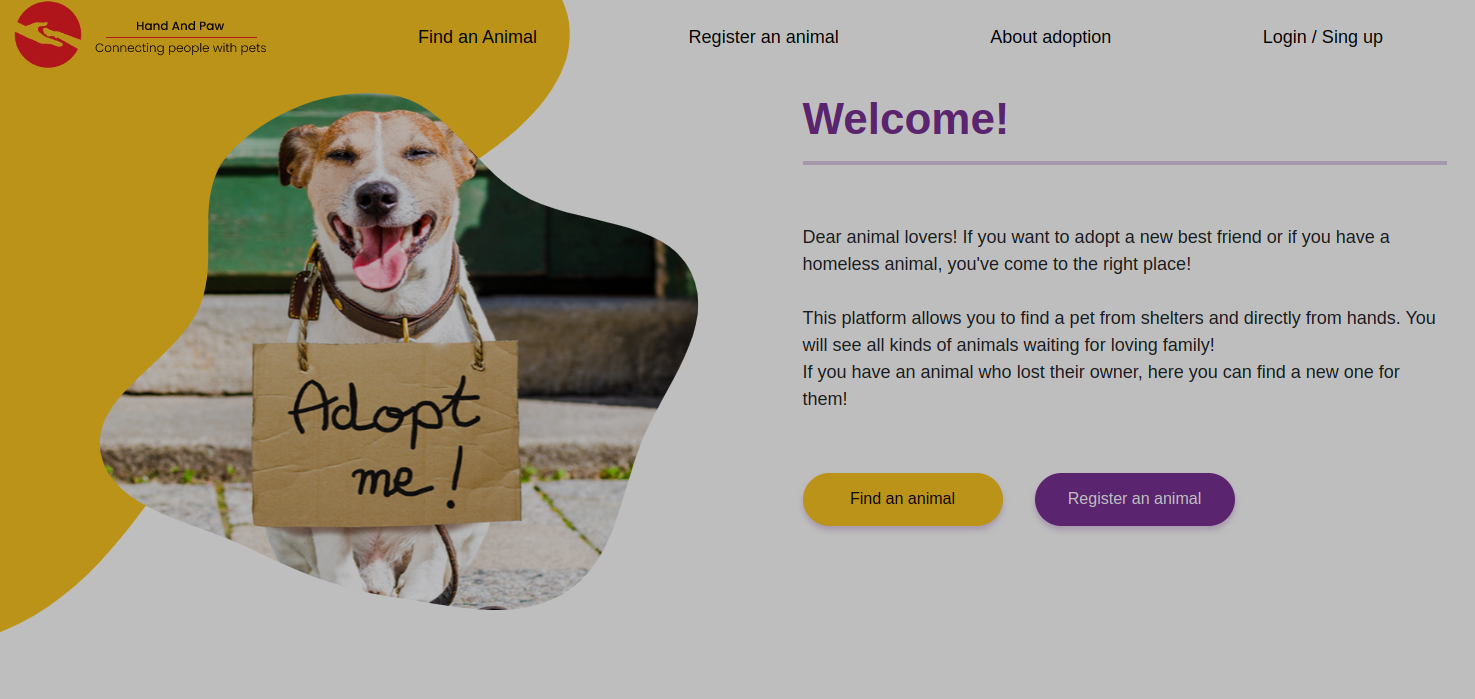 Hand And Paw
Connecting people with pets
Find an Animal
Register an animal
About adoption
Login / Sing up
Welcome!
Dear animal lovers! If you want to adopt a new best friend or if you have a
homeless animal, you've come to the right place!
This platform allows you to find a pet from shelters and directly from hands. You
will see all kinds of animals waiting for loving family!
If you have an animal who lost their owner, here you can find a new one for
them!
Find an animal
Register an animal
Adopt
me!